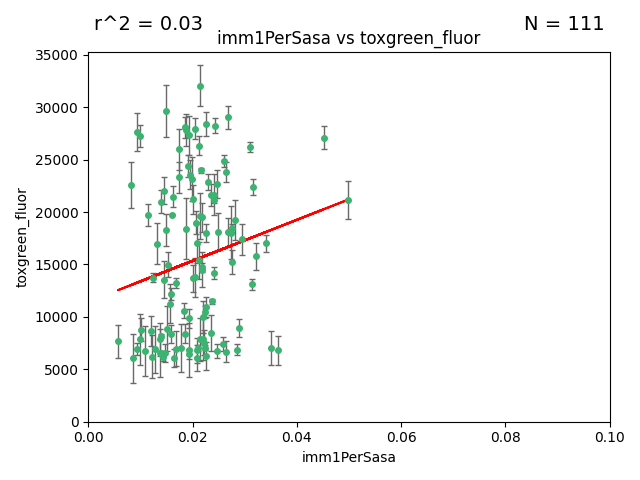 r^2 = 0.03
N = 111
imm1PerSasa vs toxgreen_fluor
35000
30000
25000
20000
15000
10000
5000
0
toxgreen_fluor
0.00
0.02
0.04
0.06
0.08
0.10
imm1PerSasa